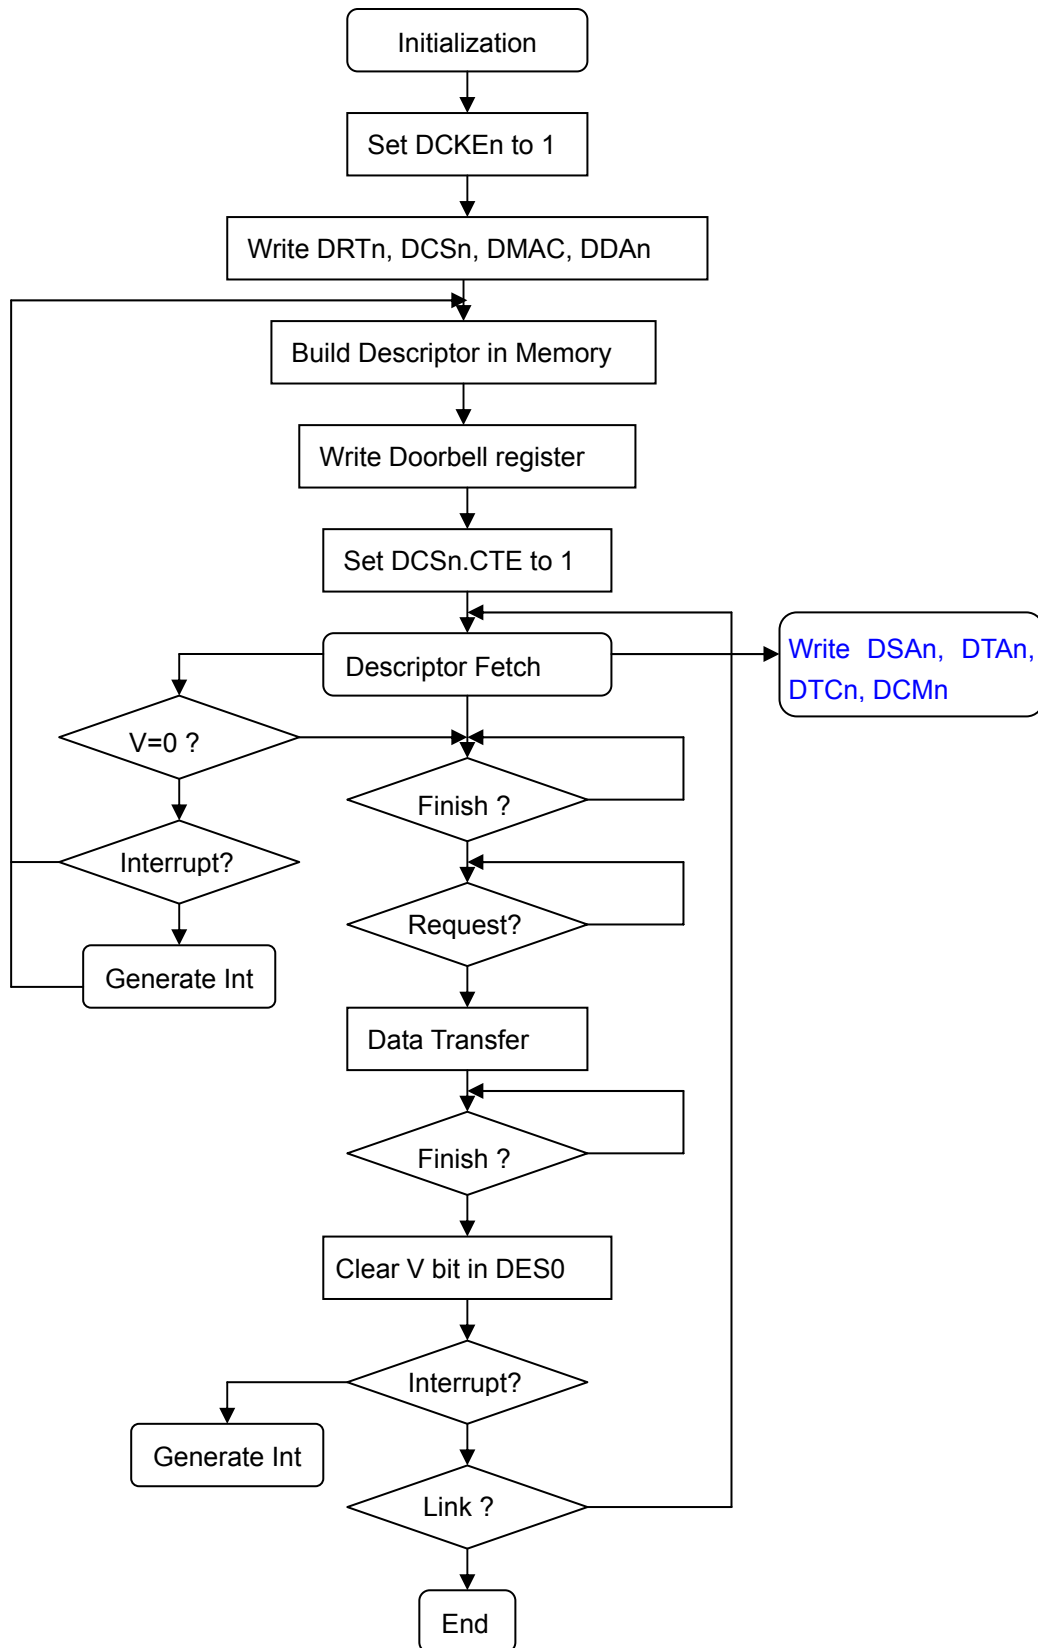 Initialization
Set DCKEn to 1
Write DRTn, DCSn, DMAC, DDAn
Build Descriptor in Memory
Write Doorbell register
Set DCSn.CTE to 1
Descriptor Fetch
Write DSAn, DTAn,
DTCn, DCMn
V=0 ?
Finish ?
Interrupt?
Request?
Generate Int
Data Transfer
Finish ?
Clear V bit in DES0
Interrupt?
Generate Int
Link ?
End